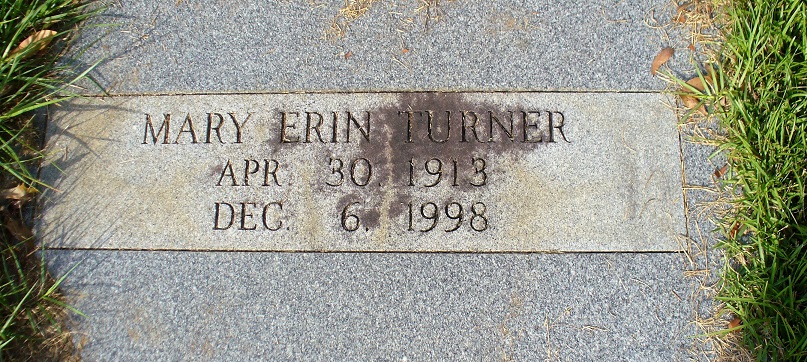 MARY ERIN TURNER
APR. 30, 1913
DEC. 6, 1998